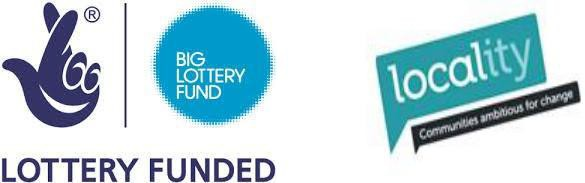 ®
BIG
LOTTERY
FUND
LOTTERY FUNDED
locality
Communities ambitious for change